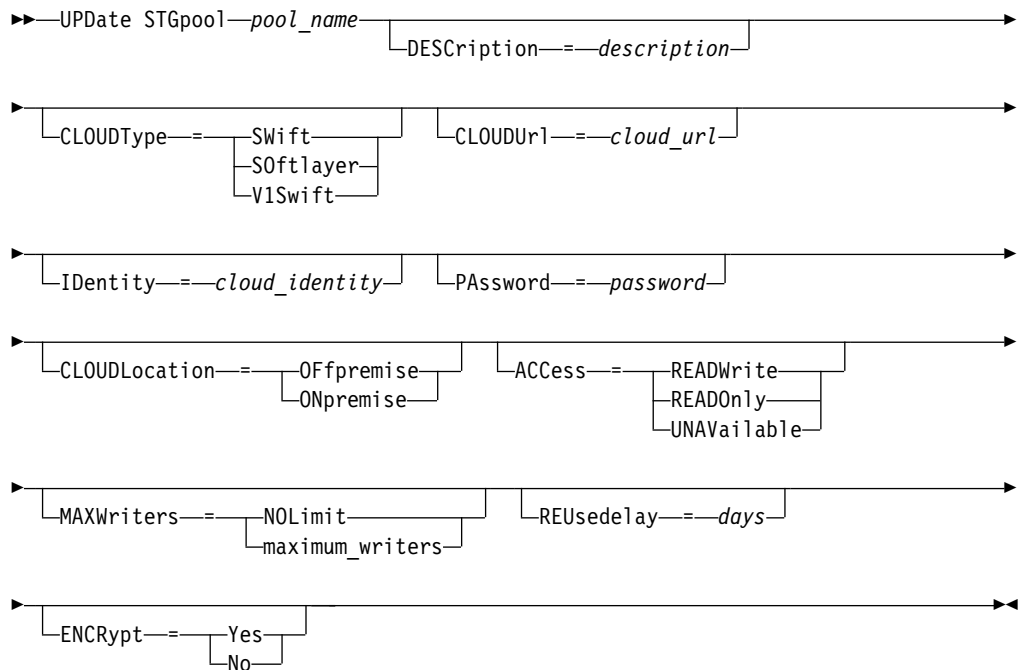 UPDate STGpool pool_name
DESCription = description
CLOUDType = SWift CLOUDUrl = cloud_url
SOftlayer
V1Swift
IDentity = cloud_identity PAssword = password
CLOUDLocation = OFfpremise ACCess = READWrite
ONpremise READOnly
UNAVailable
MAXWriters = NOLimit REUsedelay = days
maximum_writers
ENCRypt = Yes
No